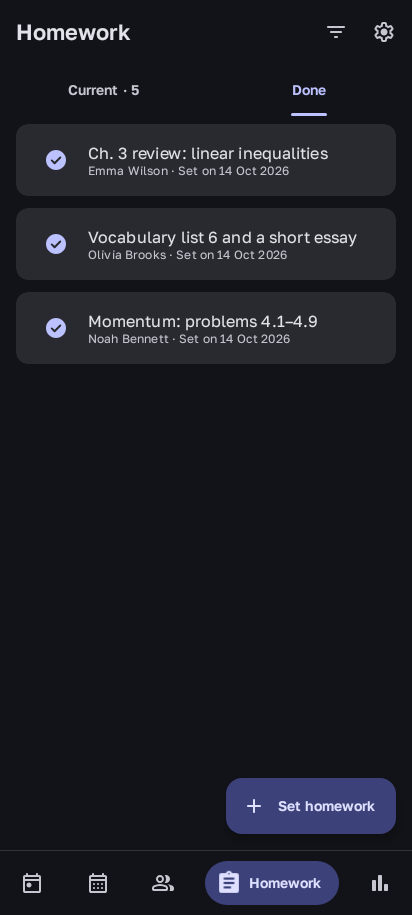 Homework
Current · 5
Done
Ch. 3 review: linear inequalities
Emma Wilson · Set on 14 Oct 2026
Vocabulary list 6 and a short essay
Olivia Brooks · Set on 14 Oct 2026
Momentum: problems 4.1–4.9
Noah Bennett · Set on 14 Oct 2026
Set homework
Homework